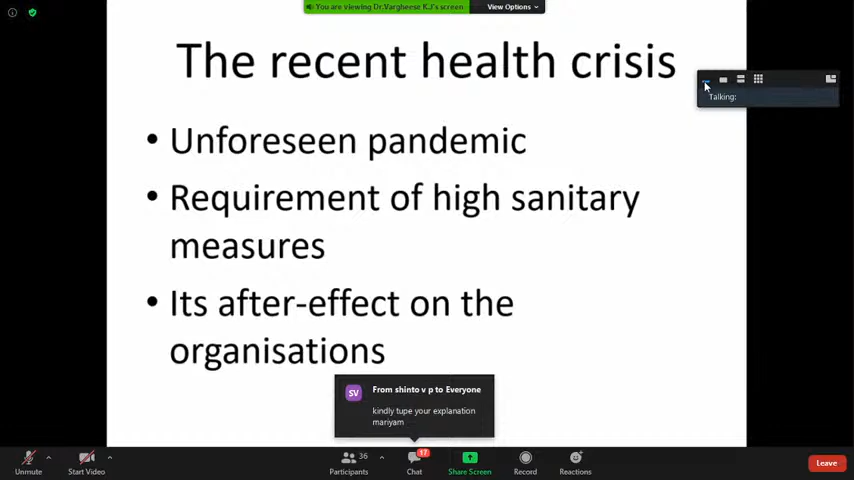 You are viewing Dr.Varghese K.J's screen
View Options
The recent health crisis
Talking:
• Unforeseen pandemic
• Requirement of high sanitary
measures
• Its after-effect on the
organisations
SV
From shinto v p to Everyone
kindly tupe your explanation
mariyam
Unmute
Start Video
36
Participants
17
Chat
Share Screen
Record
Reactions
Leave